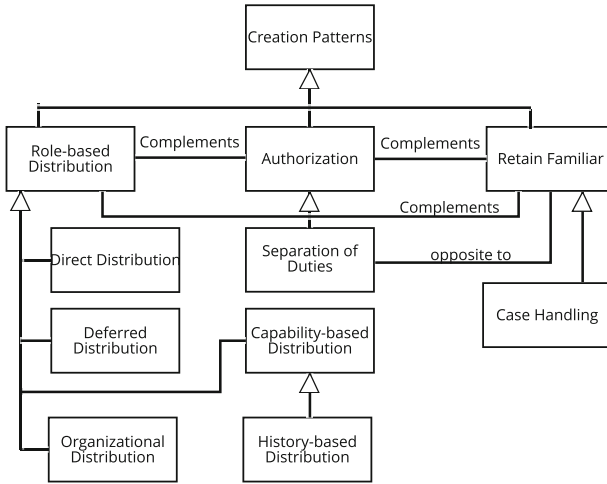 Creation Patterns
Complements
Complements
Role-based
Distribution
Authorization
Retain Familiar
Complements
Separation of
Duties
opposite to
Direct Distribution
Case Handling
Deferred
Distribution
Capability-based
Distribution
Organizational
Distribution
History-based
Distribution